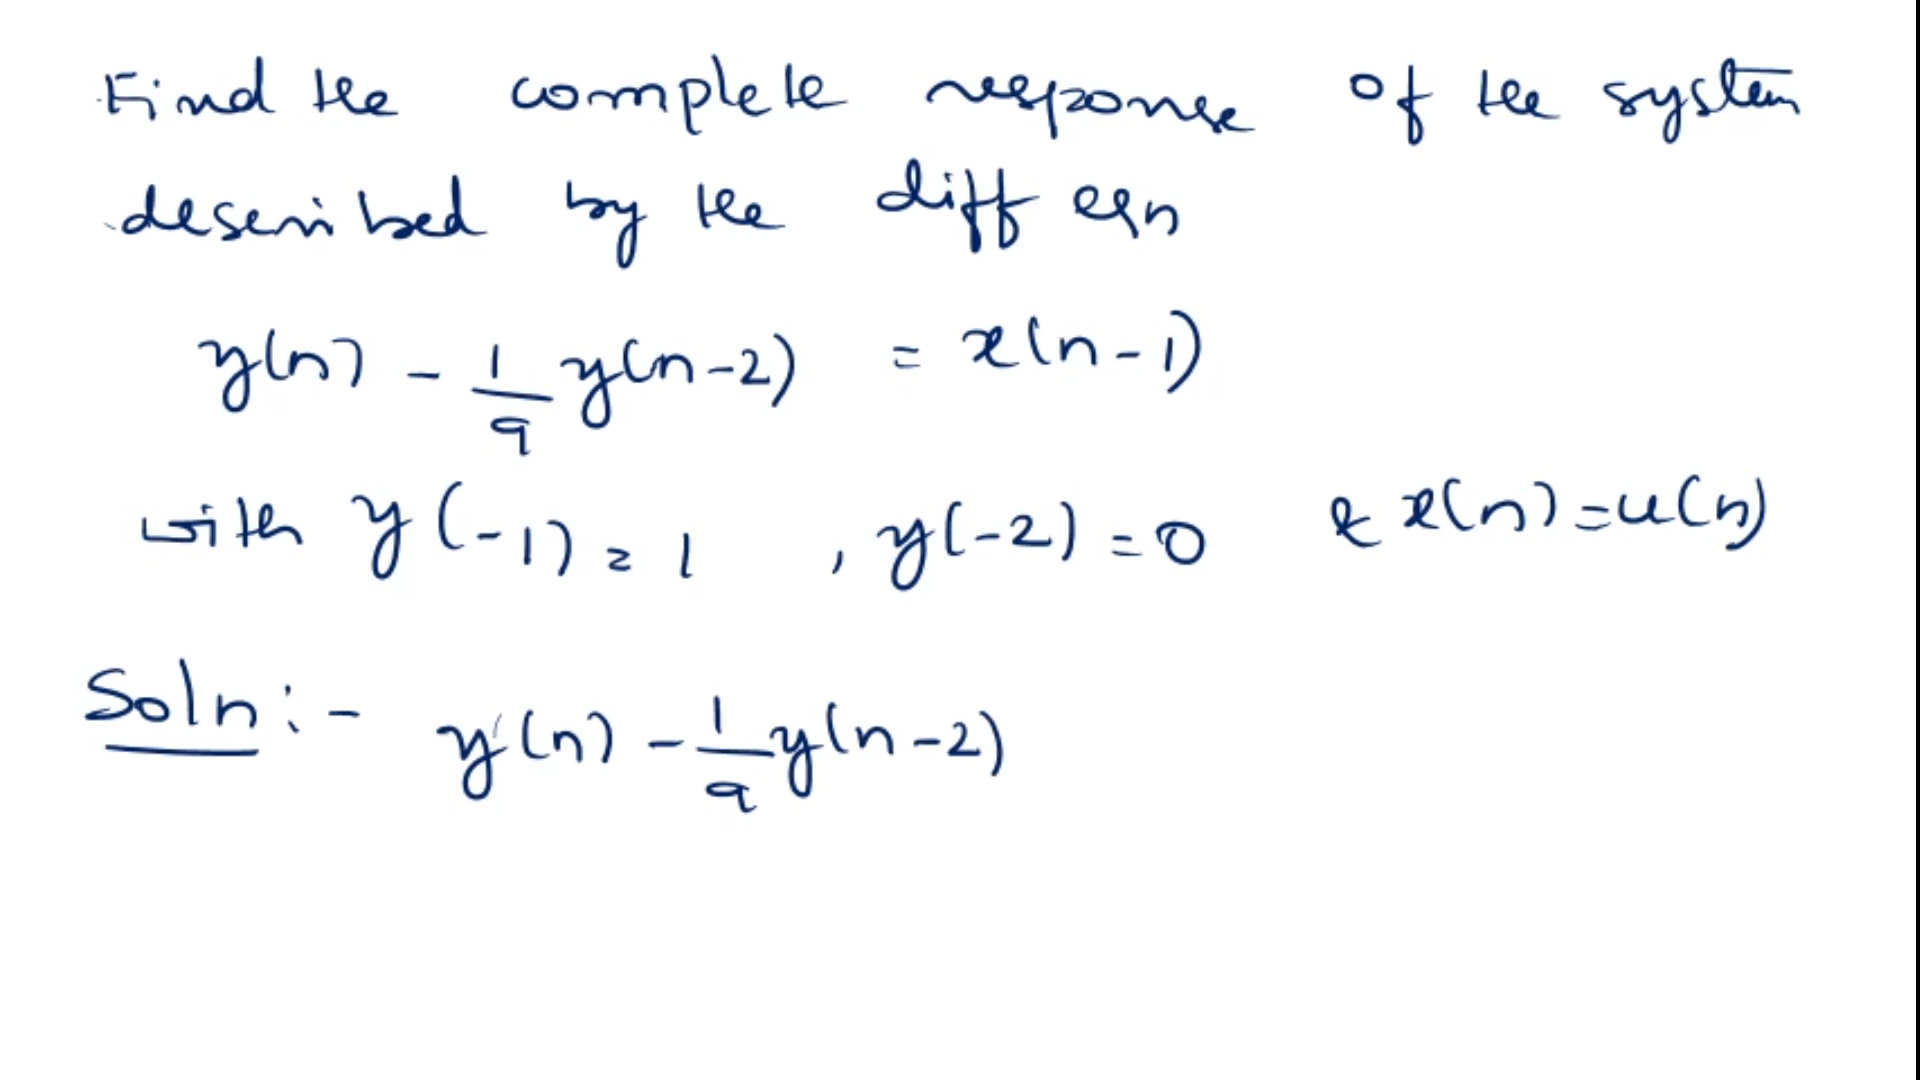 Find the complete response of the system
described by the diff eqn
y(n) - 1/9 y(n-2) = x(n-1)
with y(-1) = 1 , y(-2) = 0 & x(n) = u(n)
Soln :- y(n) - 1/9 y(n-2)